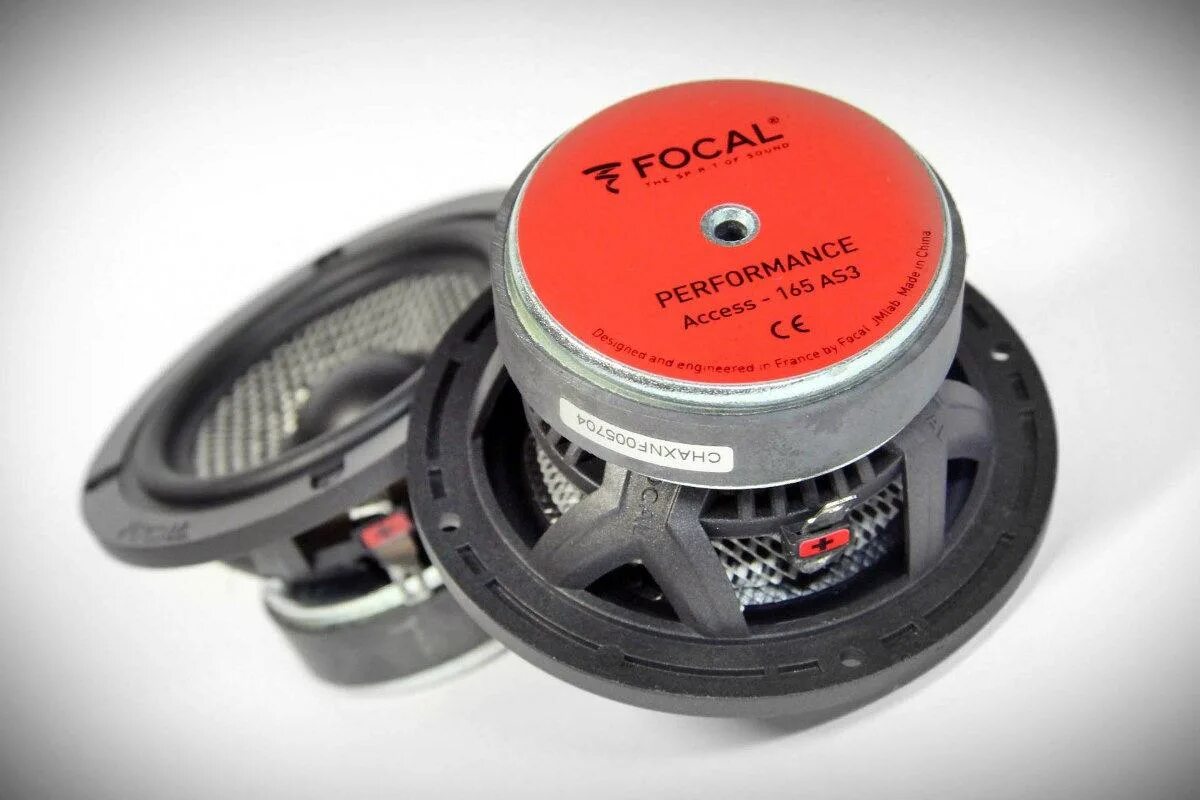 FOCAL®
THE SPIRIT OF SOUND
PERFORMANCE
Access - 165 AS3
CE
Designed and engineered in France by Focal JMlab Made in China
CHAXNF005704
FOCAL
+
+